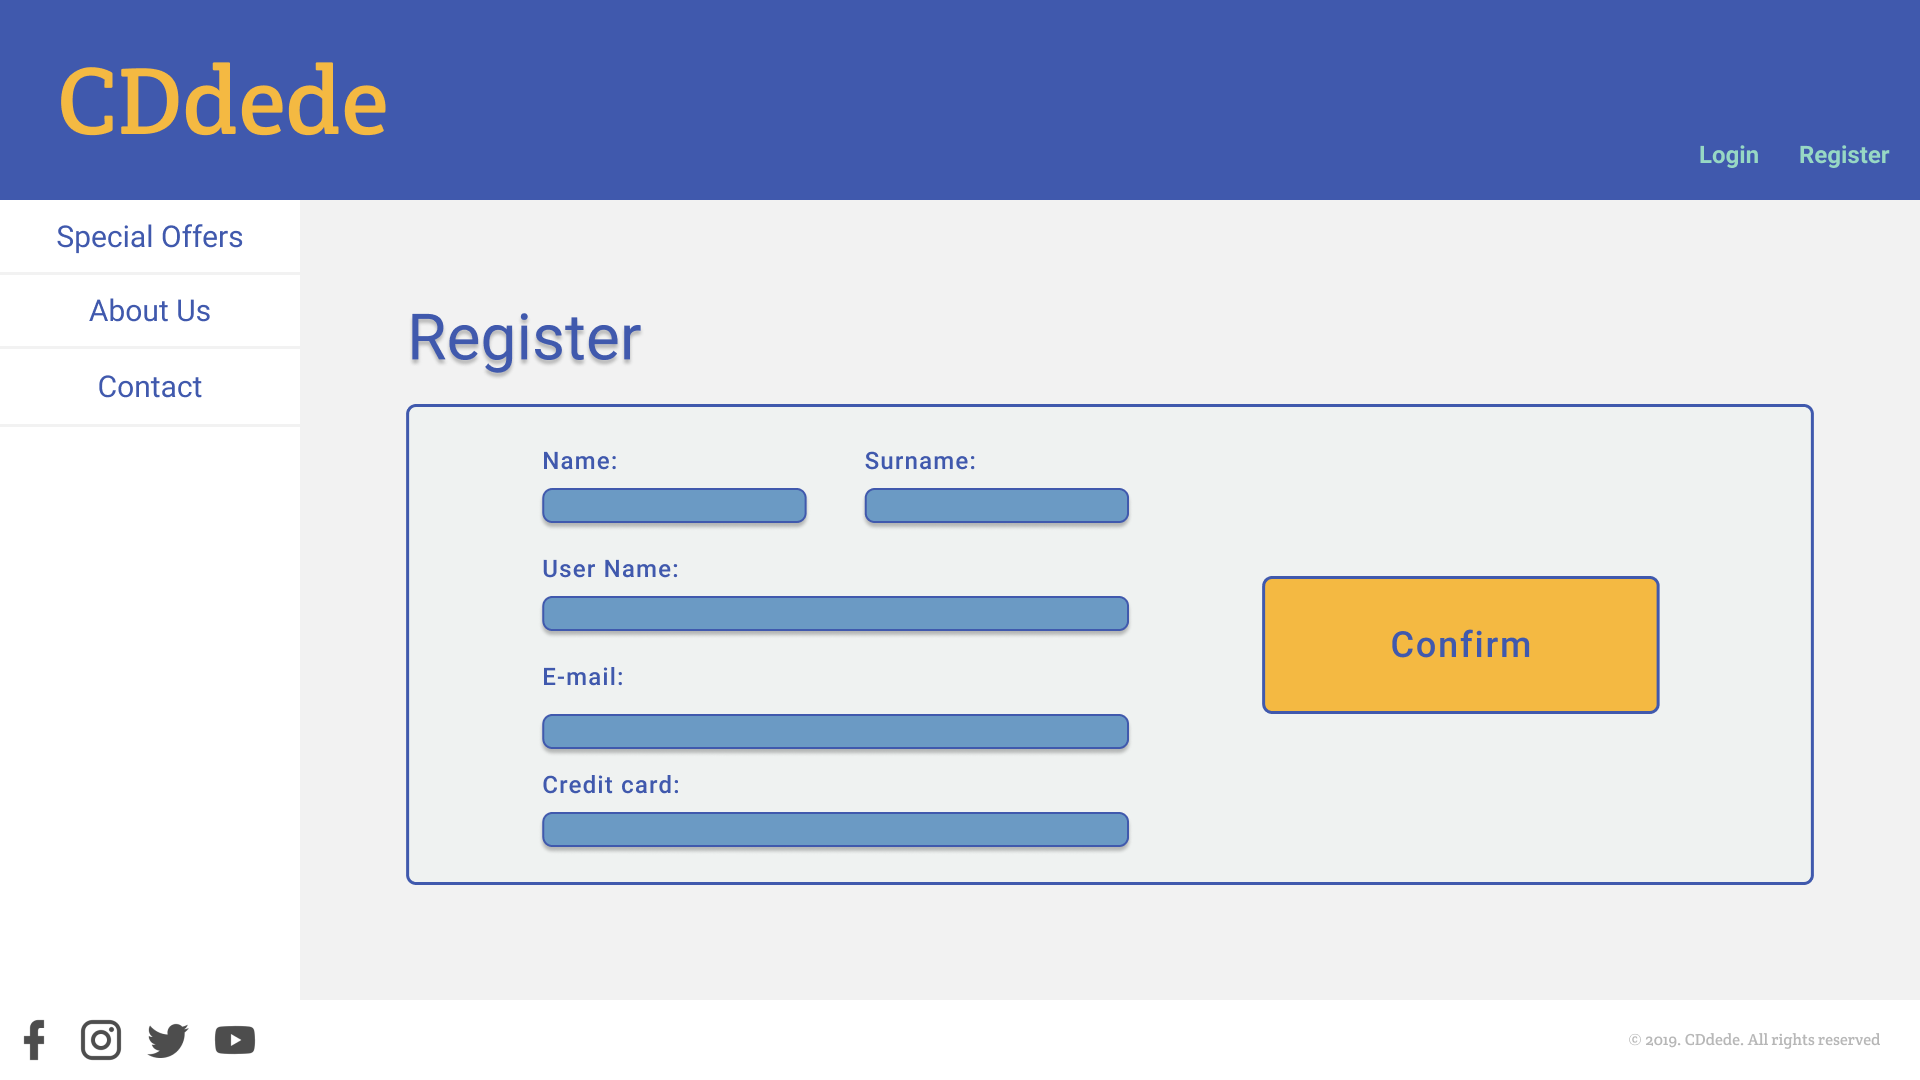 CDdede
Login Register
Special Offers
About Us
Contact
Register
Name: Surname:
User Name:
E-mail:
Credit card:
Confirm
© 2019. CDdede. All rights reserved